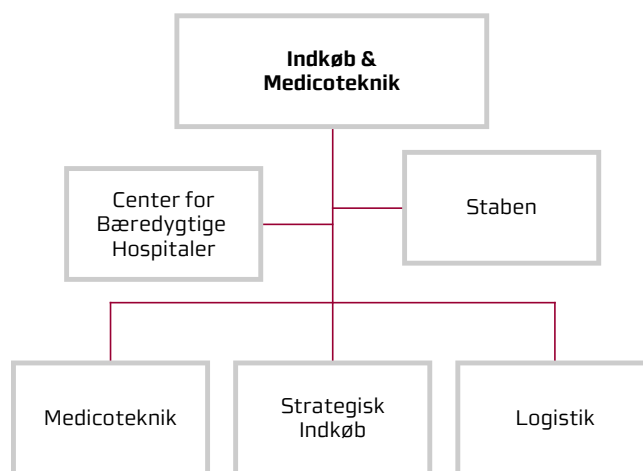 Indkøb &
Medicoteknik
Center for
Bæredygtige
Hospitaler
Staben
Medicoteknik
Strategisk
Indkøb
Logistik